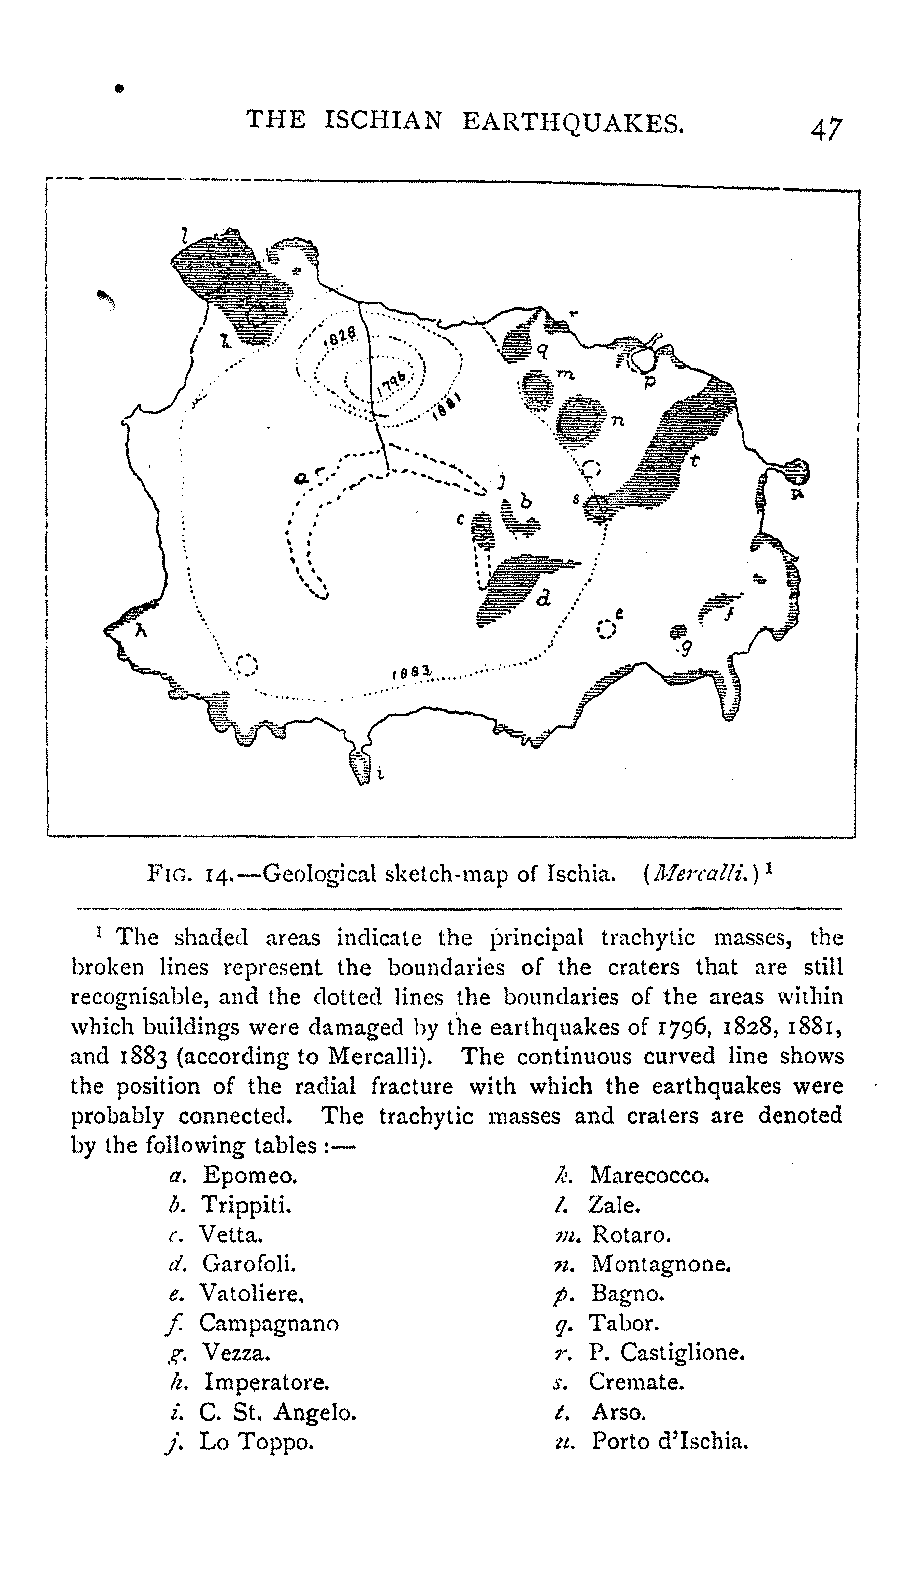 THE ISCHIAN EARTHQUAKES. 47
l
k
r
q
1828
m
1796
p
1881
n
a
t
j
b
s
u
c
d
e
f
h
g
1883
i
FIG. 14.—Geological sketch-map of Ischia. (Mercalli.)¹
¹ The shaded areas indicate the principal trachytic masses, the
broken lines represent the boundaries of the craters that are still
recognisable, and the dotted lines the boundaries of the areas within
which buildings were damaged by the earthquakes of 1796, 1828, 1881,
and 1883 (according to Mercalli). The continuous curved line shows
the position of the radial fracture with which the earthquakes were
probably connected. The trachytic masses and craters are denoted
by the following tables :—
a. Epomeo.
b. Trippiti.
c. Vetta.
d. Garofoli.
e. Vatoliere.
f. Campagnano
g. Vezza.
h. Imperatore.
i. C. St. Angelo.
j. Lo Toppo.
k. Marecocco.
l. Zale.
m. Rotaro.
n. Montagnone.
p. Bagno.
q. Tabor.
r. P. Castiglione.
s. Cremate.
t. Arso.
u. Porto d'Ischia.